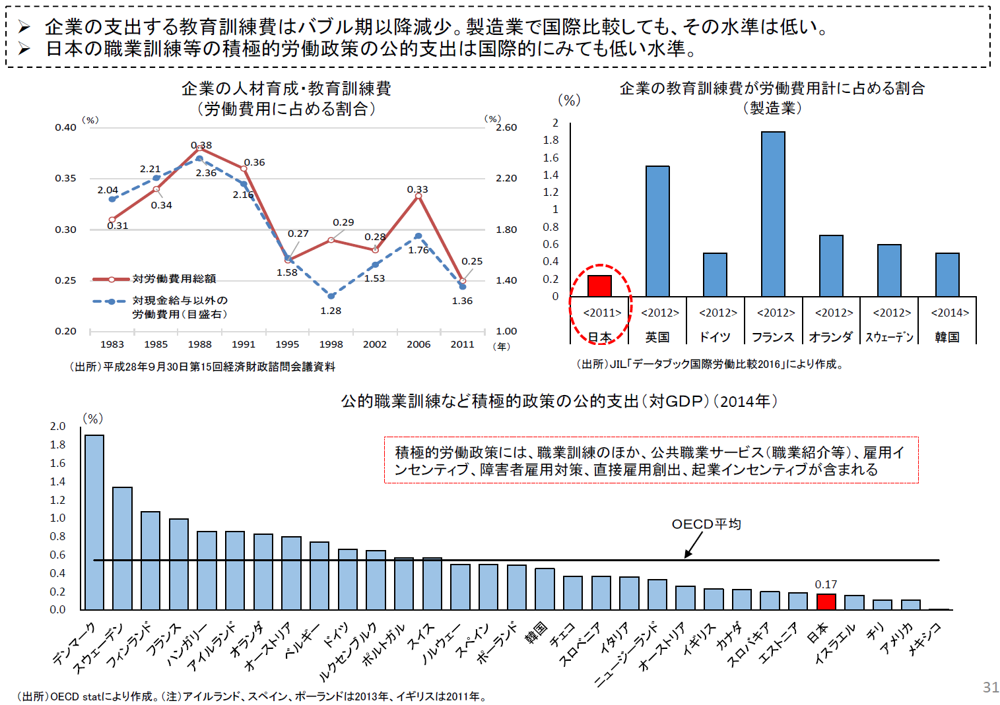 ➢ 企業の支出する教育訓練費はバブル期以降減少。製造業で国際比較しても、その水準は低い。
➢ 日本の職業訓練等の積極的労働政策の公的支出は国際的にみても低い水準。
企業の人材育成・教育訓練費
（労働費用に占める割合）
(%)
(%)
0.40
0.35
0.30
0.25
0.20
2.60
2.20
1.80
1.40
1.00
0.31
0.34
0.38
0.36
0.27
0.29
0.28
0.33
0.25
2.04
2.21
2.36
2.16
1.58
1.28
1.53
1.76
1.36
対労働費用総額
対現金給与以外の
労働費用（目盛右）
1983 1985 1988 1991 1995 1998 2002 2006 2011 （年）
（出所）平成28年９月30日第15回経済財政諮問会議資料
企業の教育訓練費が労働費用計に占める割合
（製造業）
（%）
2
1.8
1.6
1.4
1.2
1
0.8
0.6
0.4
0.2
0
<2011> <2012> <2012> <2012> <2012> <2012> <2014>
日本 英国 ドイツ フランス オランダ スウェーデン 韓国
（出所）JIL「データブック国際労働比較2016」により作成。
公的職業訓練など積極的政策の公的支出（対GDP）（2014年）
（%）
2.0
1.8
1.6
1.4
1.2
1.0
0.8
0.6
0.4
0.2
0.0
積極的労働政策には、職業訓練のほか、公共職業サービス（職業紹介等）、雇用イ
ンセンティブ、障害者雇用対策、直接雇用創出、起業インセンティブが含まれる
OECD平均
0.17
デンマーク
スウェーデン
フィンランド
フランス
ハンガリー
アイルランド
オランダ
オーストリア
ベルギー
ドイツ
ルクセンブルク
ポルトガル
スイス
ノルウェー
スペイン
ポーランド
韓国
チェコ
スロベニア
イタリア
ニュージーランド
オーストリア
イギリス
カナダ
スロバキア
エストニア
日本
イスラエル
チリ
アメリカ
メキシコ
（出所）OECD statにより作成。（注）アイルランド、スペイン、ポーランドは2013年、イギリスは2011年。
31